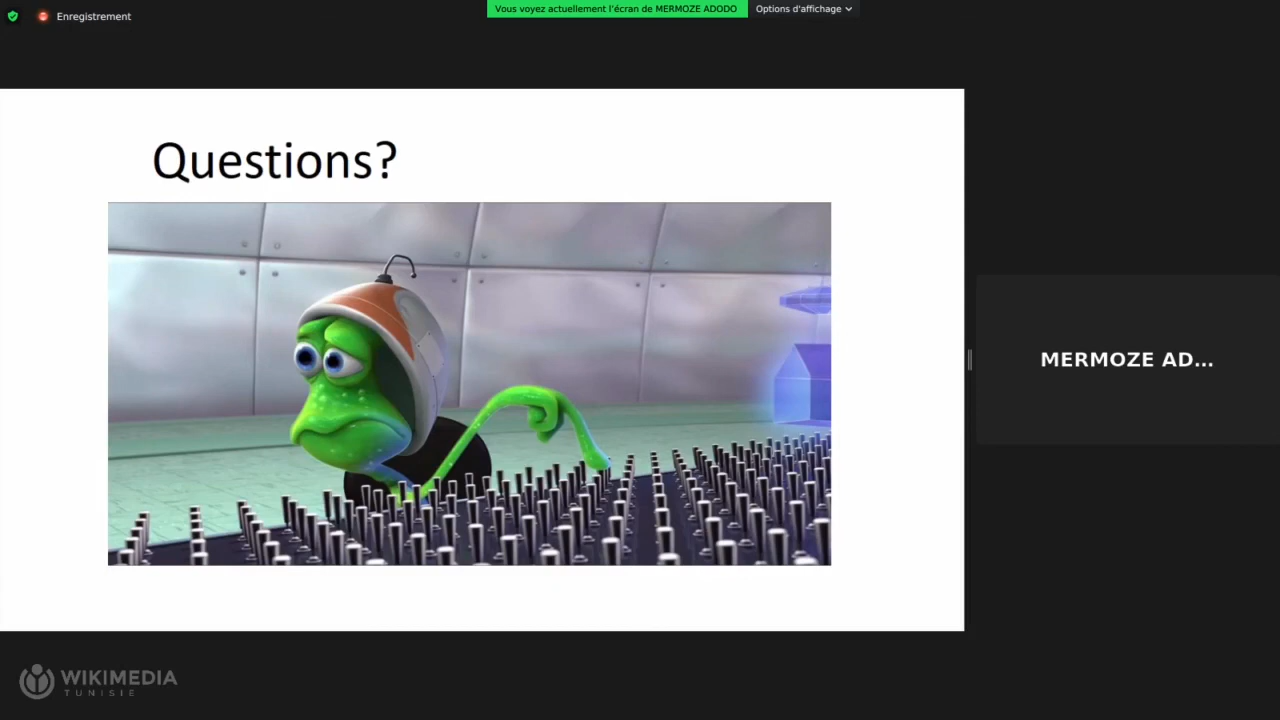 Enregistrement
Vous voyez actuellement l'écran de MERMOZE ADODO
Options d'affichage
Questions?
MERMOZE AD...
WIKIMEDIA
TUNISIE